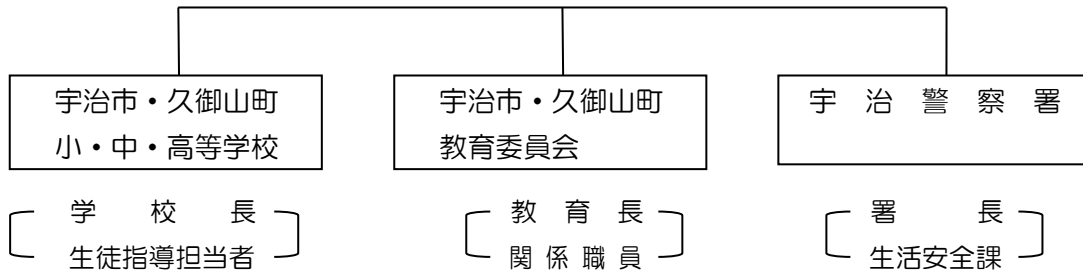 宇治市・久御山町
小・中・高等学校
宇治市・久御山町
教育委員会
宇治警察署
学校長
生徒指導担当者
教育長
関係職員
署長
生活安全課